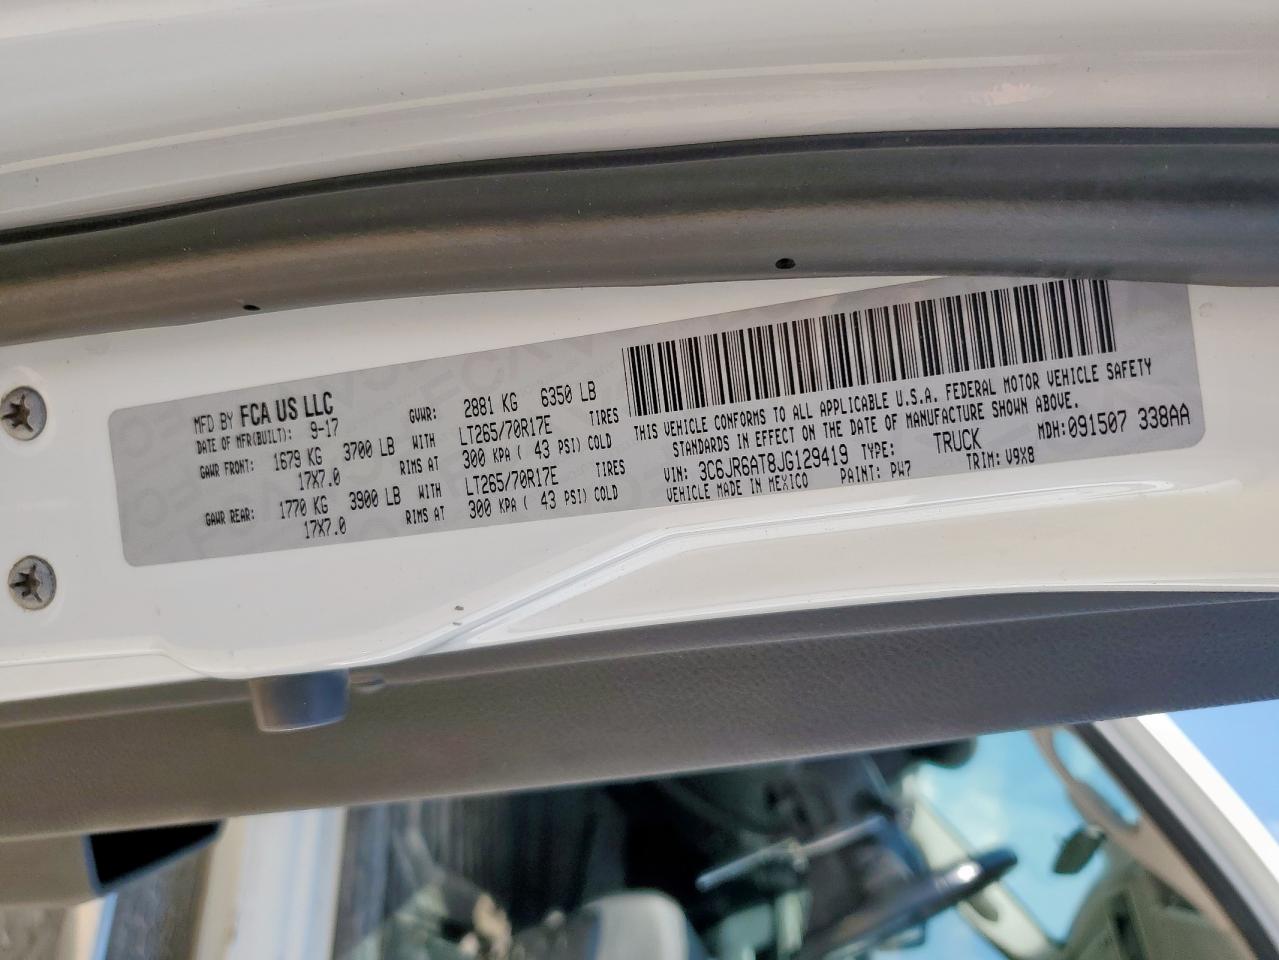 MFD BY FCA US LLC
DATE OF MFR(BUILT): 9-17 GVWR: 2881 KG 6350 LB
GAWR FRONT: 1679 KG 3700 LB WITH LT265/70R17E TIRES
17X7.0 RIMS AT 300 KPA ( 43 PSI) COLD
GAWR REAR: 1770 KG 3900 LB WITH LT265/70R17E TIRES
17X7.0 RIMS AT 300 KPA ( 43 PSI) COLD
THIS VEHICLE CONFORMS TO ALL APPLICABLE U.S.A. FEDERAL MOTOR VEHICLE SAFETY
STANDARDS IN EFFECT ON THE DATE OF MANUFACTURE SHOWN ABOVE.
VIN: 3C6JR6AT8JG129419 TYPE: TRUCK MDH:091507 338AA
VEHICLE MADE IN MEXICO PAINT: PW7 TRIM: V9X8